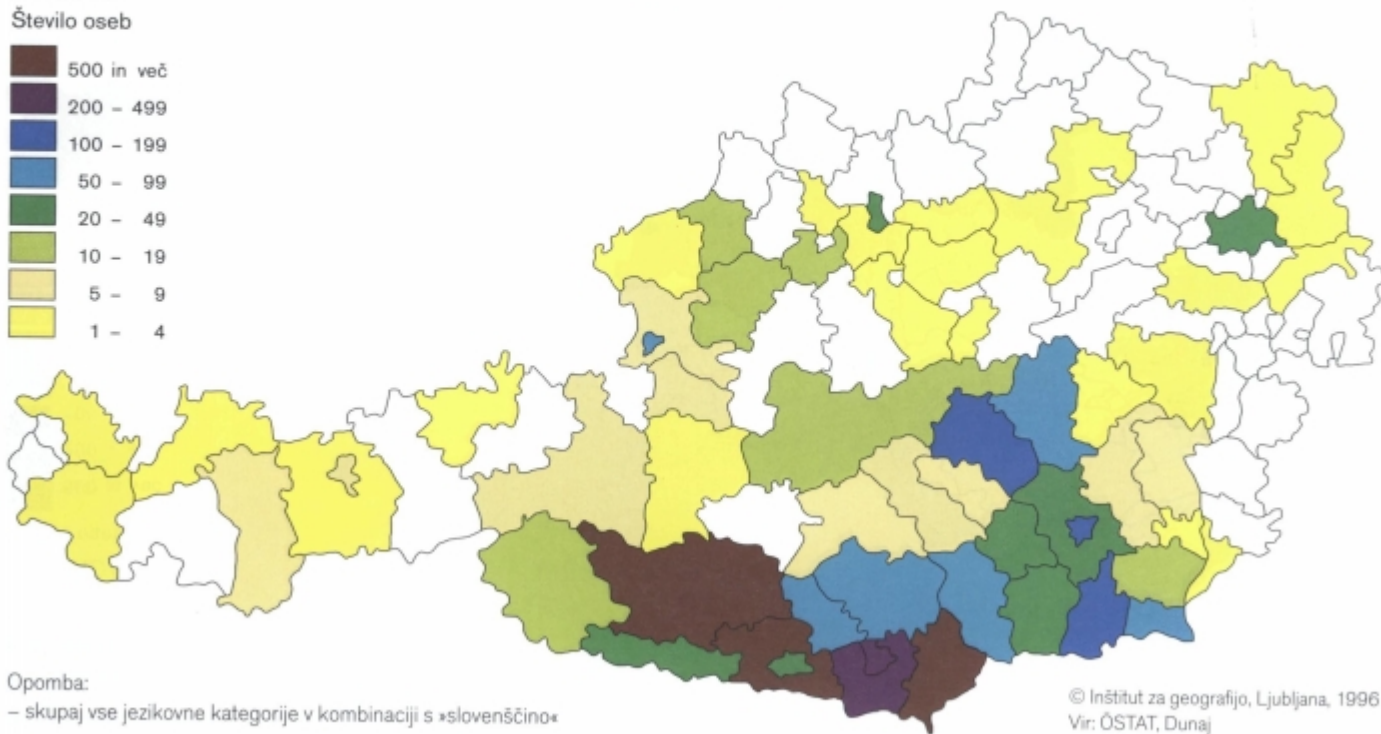 Število oseb
500 in več
200 – 499
100 – 199
50 – 99
20 – 49
10 – 19
5 – 9
1 – 4
Opomba:
– skupaj vse jezikovne kategorije v kombinaciji s »slovenščino«
© Inštitut za geografijo, Ljubljana, 1996
Vir: ÖSTAT, Dunaj